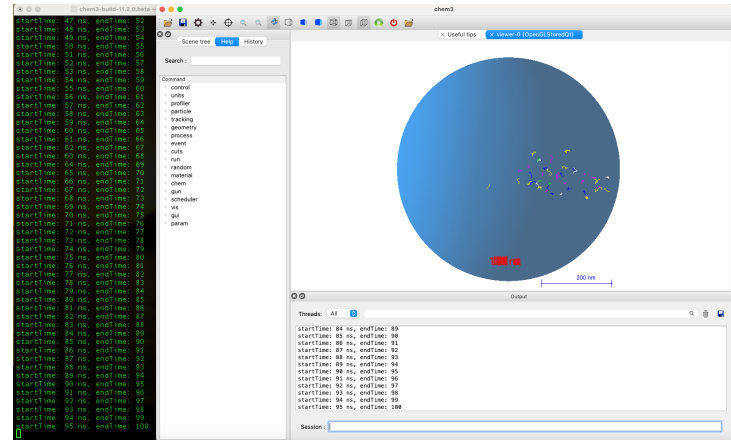 chem3-build-11.2.0.beta —
startTime: 47 ns, endTime: 52
startTime: 48 ns, endTime: 53
startTime: 49 ns, endTime: 54
startTime: 50 ns, endTime: 55
startTime: 51 ns, endTime: 56
startTime: 52 ns, endTime: 57
startTime: 53 ns, endTime: 58
startTime: 54 ns, endTime: 59
startTime: 55 ns, endTime: 60
startTime: 56 ns, endTime: 61
startTime: 57 ns, endTime: 62
startTime: 58 ns, endTime: 63
startTime: 59 ns, endTime: 64
startTime: 60 ns, endTime: 65
startTime: 61 ns, endTime: 66
startTime: 62 ns, endTime: 67
startTime: 63 ns, endTime: 68
startTime: 64 ns, endTime: 69
startTime: 65 ns, endTime: 70
startTime: 66 ns, endTime: 71
startTime: 67 ns, endTime: 72
startTime: 68 ns, endTime: 73
startTime: 69 ns, endTime: 74
startTime: 70 ns, endTime: 75
startTime: 71 ns, endTime: 76
startTime: 72 ns, endTime: 77
startTime: 73 ns, endTime: 78
startTime: 74 ns, endTime: 79
startTime: 75 ns, endTime: 80
startTime: 76 ns, endTime: 81
startTime: 77 ns, endTime: 82
startTime: 78 ns, endTime: 83
startTime: 79 ns, endTime: 84
startTime: 80 ns, endTime: 85
startTime: 81 ns, endTime: 86
startTime: 82 ns, endTime: 87
startTime: 83 ns, endTime: 88
startTime: 84 ns, endTime: 89
startTime: 85 ns, endTime: 90
startTime: 86 ns, endTime: 91
startTime: 87 ns, endTime: 92
startTime: 88 ns, endTime: 93
startTime: 89 ns, endTime: 94
startTime: 90 ns, endTime: 95
startTime: 91 ns, endTime: 96
startTime: 92 ns, endTime: 97
startTime: 93 ns, endTime: 98
startTime: 94 ns, endTime: 99
startTime: 95 ns, endTime: 100
chem3
Scene tree Help History
Search :
Command
control
units
profiler
particle
tracking
geometry
process
event
cuts
run
random
material
chem
gun
scheduler
vis
gui
param
Useful tips viewer-0 (OpenGLStoredQt)
200 nm
Output
Threads: All
startTime: 84 ns, endTime: 89
startTime: 85 ns, endTime: 90
startTime: 86 ns, endTime: 91
startTime: 87 ns, endTime: 92
startTime: 88 ns, endTime: 93
startTime: 89 ns, endTime: 94
startTime: 90 ns, endTime: 95
startTime: 91 ns, endTime: 96
startTime: 92 ns, endTime: 97
startTime: 93 ns, endTime: 98
startTime: 94 ns, endTime: 99
startTime: 95 ns, endTime: 100
Session :